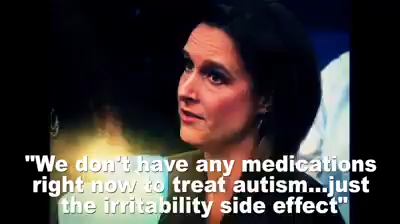 "We don't have any medications
right now to treat autism...just
the irritability side effect"